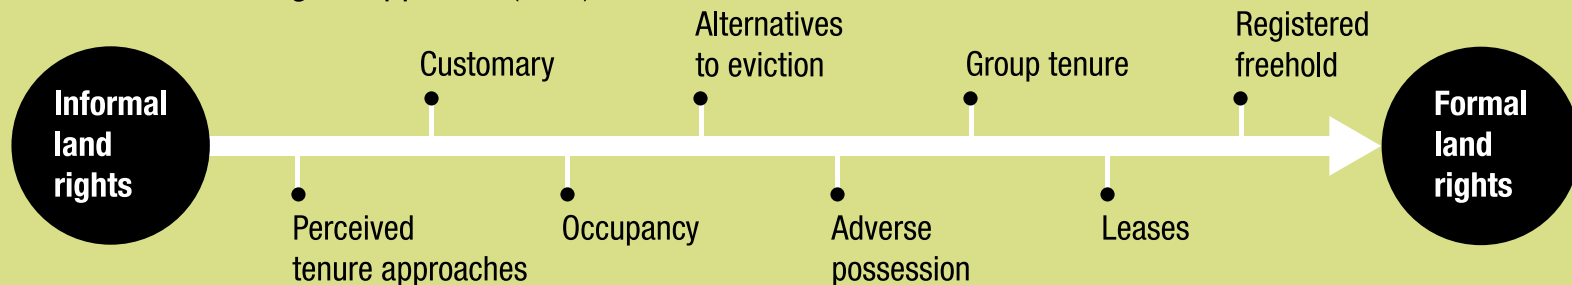 Informal
land
rights
Perceived
tenure approaches
Customary
Occupancy
Alternatives
to eviction
Adverse
possession
Group tenure
Leases
Registered
freehold
Formal
land
rights